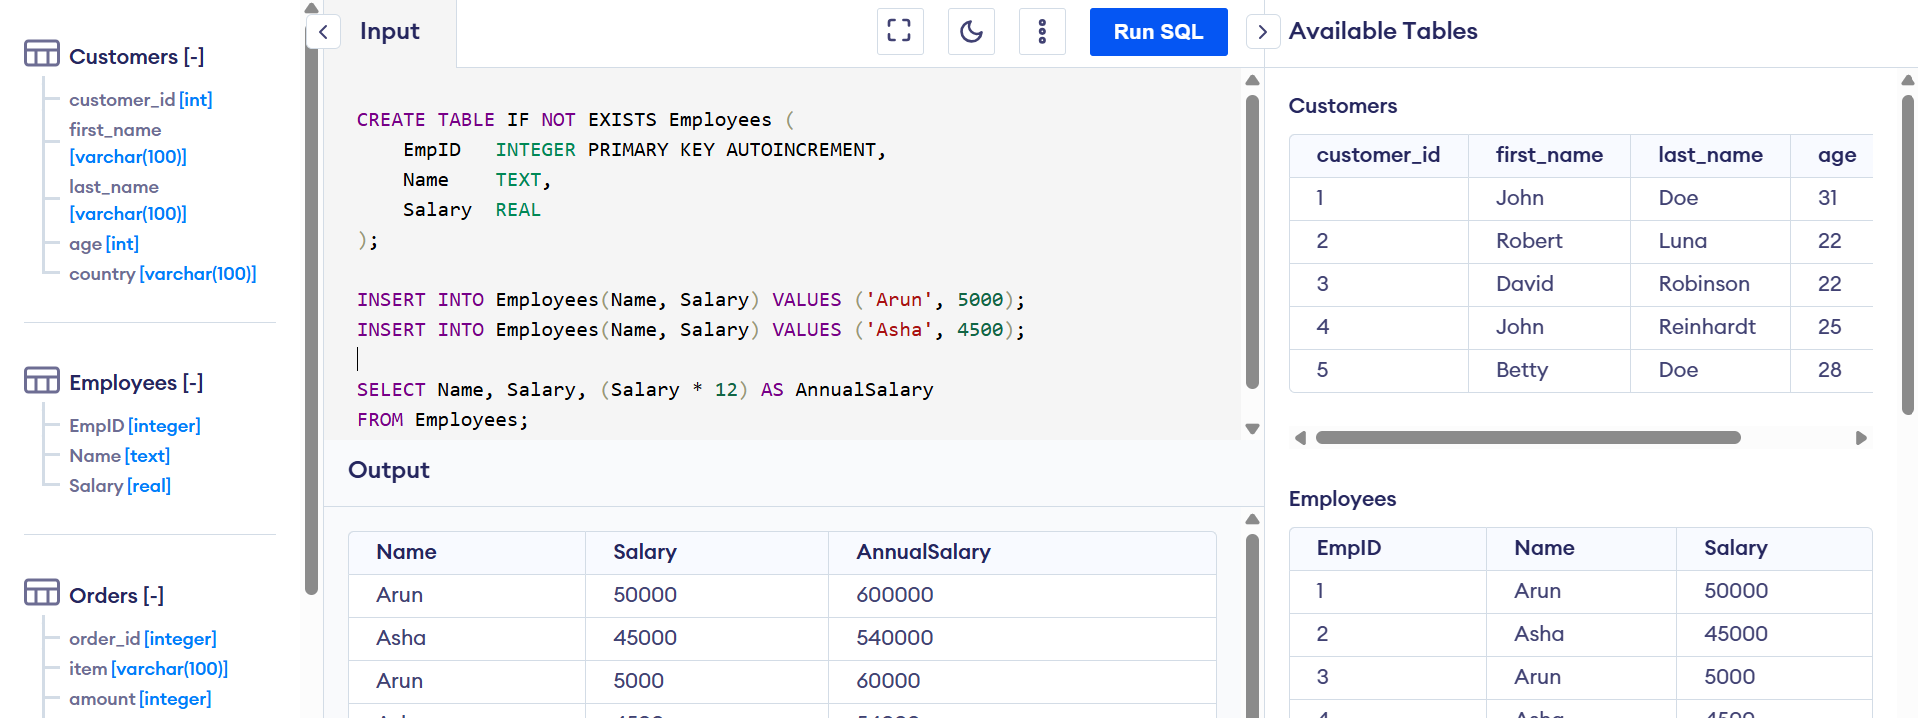 Customers [-]
customer_id [int]
first_name
[varchar(100)]
last_name
[varchar(100)]
age [int]
country [varchar(100)]
Employees [-]
EmpID [integer]
Name [text]
Salary [real]
Orders [-]
order_id [integer]
item [varchar(100)]
amount [integer]
Input
Run SQL
CREATE TABLE IF NOT EXISTS Employees (
    EmpID   INTEGER PRIMARY KEY AUTOINCREMENT,
    Name    TEXT,
    Salary  REAL
);
INSERT INTO Employees(Name, Salary) VALUES ('Arun', 5000);
INSERT INTO Employees(Name, Salary) VALUES ('Asha', 4500);
SELECT Name, Salary, (Salary * 12) AS AnnualSalary
FROM Employees;
Output
Name Salary AnnualSalary
Arun 50000 600000
Asha 45000 540000
Arun 5000 60000
Available Tables
Customers
customer_id first_name last_name age
1 John Doe 31
2 Robert Luna 22
3 David Robinson 22
4 John Reinhardt 25
5 Betty Doe 28
Employees
EmpID Name Salary
1 Arun 50000
2 Asha 45000
3 Arun 5000
4 Asha 4500